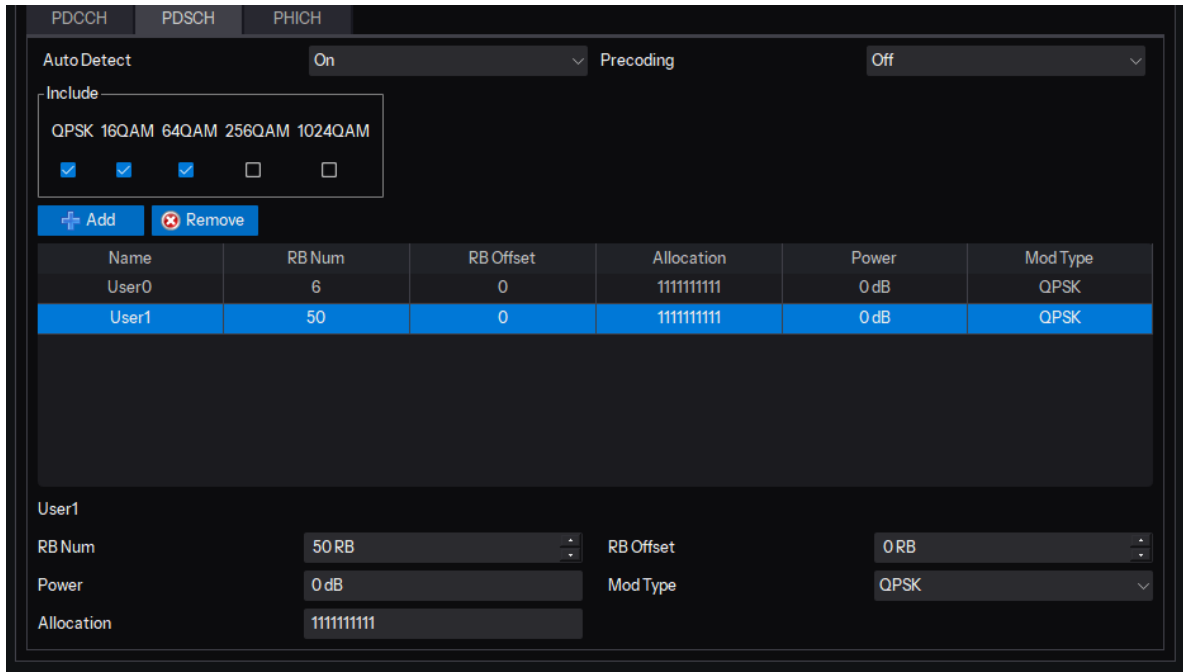 PDCCH PDSCH PHICH
Auto Detect On Precoding Off
Include
QPSK 16QAM 64QAM 256QAM 1024QAM
Add Remove
Name RB Num RB Offset Allocation Power Mod Type
User0 6 0 1111111111 0 dB QPSK
User1 50 0 1111111111 0 dB QPSK
User1
RB Num 50 RB RB Offset 0 RB
Power 0 dB Mod Type QPSK
Allocation 1111111111